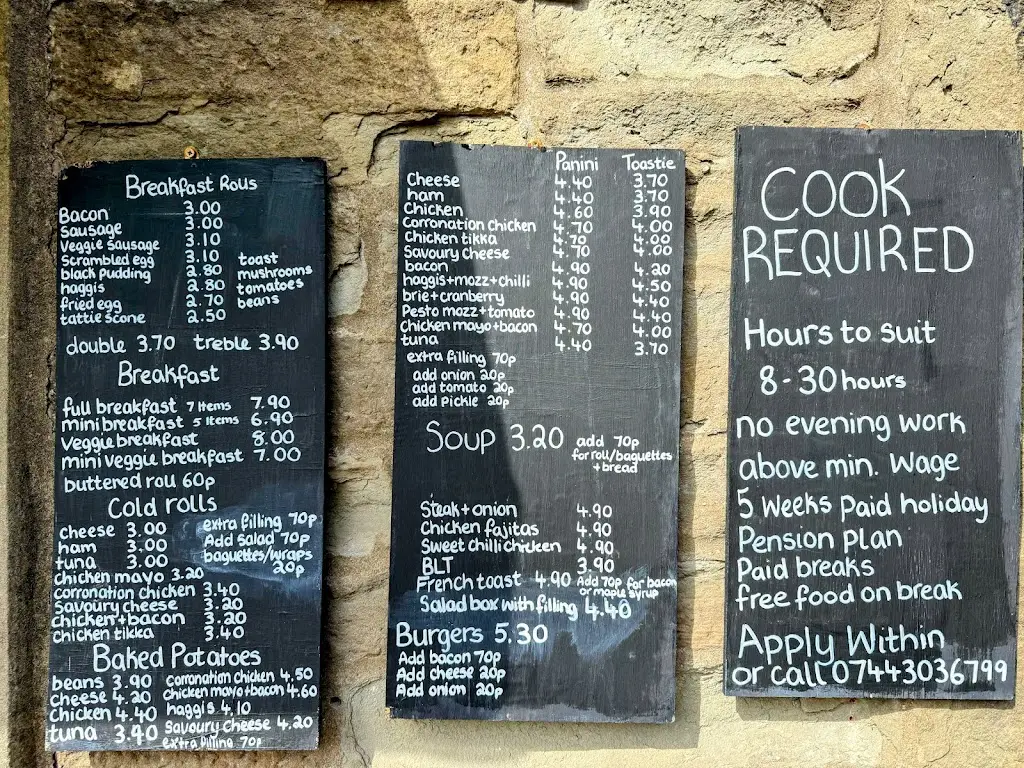 Breakfast Rolls
Bacon 3.00
Sausage 3.00
Veggie sausage 3.10
Scrambled egg 3.10 toast
black pudding 2.80 mushrooms
haggis 2.80 tomatoes
fried egg 2.70 beans
tattie scone 2.50
double 3.70 treble 3.90
Breakfast
full breakfast 7 Items 7.90
mini breakfast 5 Items 6.90
Veggie breakfast 8.00
mini veggie breakfast 7.00
buttered roll 60p
Cold rolls
cheese 3.00 extra filling 70p
ham 3.00 Add salad 70p
tuna 3.00 baguettes/wraps
20p
chicken mayo 3.20
corronation chicken 3.40
Savoury cheese 3.20
chicken+bacon 3.20
chicken tikka 3.40
Baked Potatoes
beans 3.90 corronation chicken 4.50
cheese 4.20 chicken mayo+bacon 4.60
chicken 4.40 haggis 4.10
tuna 3.90 Savoury Cheese 4.20
extra filling 70p
Panini Toastie
Cheese 4.40 3.70
ham 4.40 3.70
Chicken 4.60 3.90
Corronation chicken 4.70 4.00
Chicken tikka 4.70 4.00
Savoury cheese 4.70 4.00
bacon 4.90 4.20
haggis+mozz+chilli 4.90 4.50
brie+cranberry 4.90 4.40
Pesto mozz+tomato 4.90 4.40
Chicken mayo+bacon 4.70 4.00
tuna 4.40 3.70
extra filling 70p
add onion 20p
add tomato 20p
add pickle 20p
Soup 3.20 add 70p
for roll/baguettes
+bread
Steak+onion 4.90
Chicken fajitas 4.90
Sweet chilli chicken 4.90
BLT 3.90
French toast 4.90 Add 70p for bacon
or maple syrup
Salad box with filling 4.40
Burgers 5.30
Add bacon 70p
Add cheese 20p
Add onion 20p
COOK
REQUIRED
Hours to suit
8-30 hours
no evening work
above min. Wage
5 Weeks Paid holiday
Pension plan
Paid breaks
free food on break
Apply Within
or call 07443036799